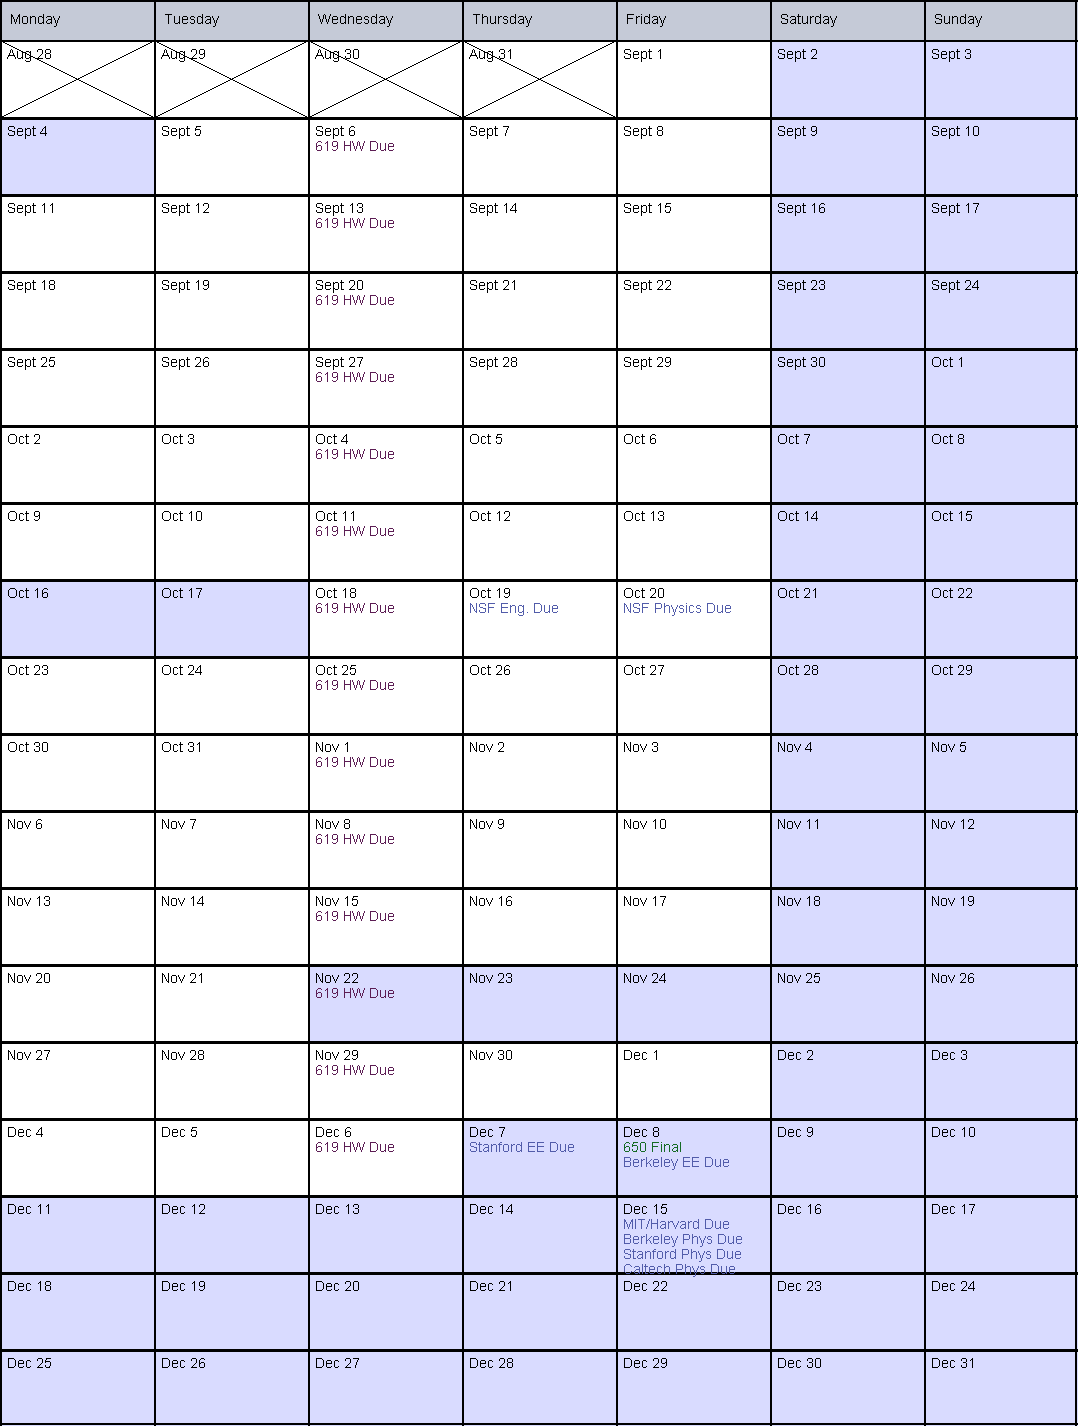 Monday Tuesday Wednesday Thursday Friday Saturday Sunday
Aug 28 Aug 29 Aug 30 Aug 31 Sept 1 Sept 2 Sept 3
Sept 4 Sept 5 Sept 6 Sept 7 Sept 8 Sept 9 Sept 10
619 HW Due
Sept 11 Sept 12 Sept 13 Sept 14 Sept 15 Sept 16 Sept 17
619 HW Due
Sept 18 Sept 19 Sept 20 Sept 21 Sept 22 Sept 23 Sept 24
619 HW Due
Sept 25 Sept 26 Sept 27 Sept 28 Sept 29 Sept 30 Oct 1
619 HW Due
Oct 2 Oct 3 Oct 4 Oct 5 Oct 6 Oct 7 Oct 8
619 HW Due
Oct 9 Oct 10 Oct 11 Oct 12 Oct 13 Oct 14 Oct 15
619 HW Due
Oct 16 Oct 17 Oct 18 Oct 19 Oct 20 Oct 21 Oct 22
619 HW Due NSF Eng. Due NSF Physics Due
Oct 23 Oct 24 Oct 25 Oct 26 Oct 27 Oct 28 Oct 29
619 HW Due
Oct 30 Oct 31 Nov 1 Nov 2 Nov 3 Nov 4 Nov 5
619 HW Due
Nov 6 Nov 7 Nov 8 Nov 9 Nov 10 Nov 11 Nov 12
619 HW Due
Nov 13 Nov 14 Nov 15 Nov 16 Nov 17 Nov 18 Nov 19
619 HW Due
Nov 20 Nov 21 Nov 22 Nov 23 Nov 24 Nov 25 Nov 26
619 HW Due
Nov 27 Nov 28 Nov 29 Nov 30 Dec 1 Dec 2 Dec 3
619 HW Due
Dec 4 Dec 5 Dec 6 Dec 7 Dec 8 Dec 9 Dec 10
619 HW Due Stanford EE Due 650 Final
Berkeley EE Due
Dec 11 Dec 12 Dec 13 Dec 14 Dec 15 Dec 16 Dec 17
MIT/Harvard Due
Berkeley Phys Due
Stanford Phys Due
Caltech Phys Due
Dec 18 Dec 19 Dec 20 Dec 21 Dec 22 Dec 23 Dec 24
Dec 25 Dec 26 Dec 27 Dec 28 Dec 29 Dec 30 Dec 31